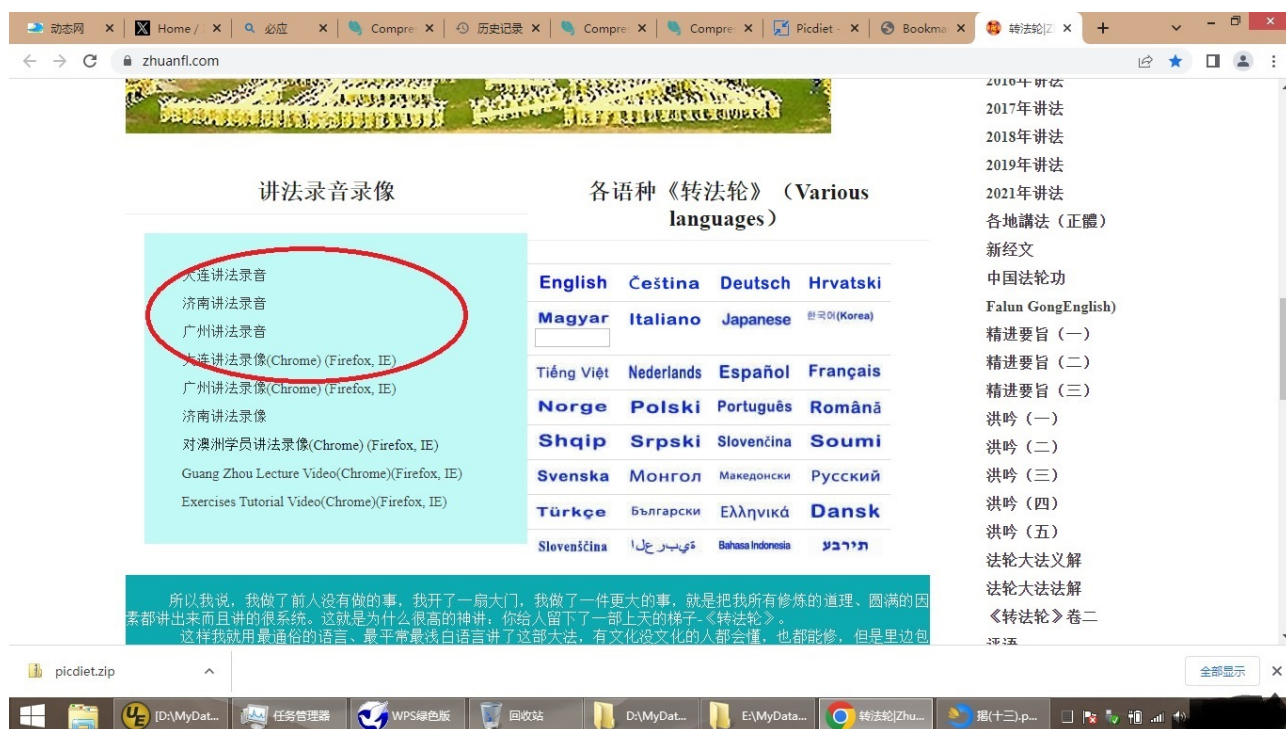 动态网
Home /
必应
Compre
历史记录
Compre
Compre
Picdiet -
Bookma
转法轮|Z
zhuanfl.com
讲法录音录像
大连讲法录音
济南讲法录音
广州讲法录音
大连讲法录像(Chrome) (Firefox, IE)
广州讲法录像(Chrome) (Firefox, IE)
济南讲法录像
对澳洲学员讲法录像(Chrome) (Firefox, IE)
Guang Zhou Lecture Video(Chrome)(Firefox, IE)
Exercises Tutorial Video(Chrome)(Firefox, IE)
各语种《转法轮》（Various
languages）
English Čeština Deutsch Hrvatski
Magyar Italiano Japanese 한국어(Korea)
Tiếng Việt Nederlands Español Français
Norge Polski Português Română
Shqip Srpski Slovenčina Soumi
Svenska Монгол Македонски Русский
Türkçe Български Ελληνικά Dansk
Slovenščina Bahasa Indonesia
所以我说，我做了前人没有做的事，我开了一扇大门，我做了一件更大的事，就是把我所有修炼的道理、圆满的因
素都讲出来而且讲的很系统。这就是为什么很高的神讲：你给人留下了一部上天的梯子-《转法轮》。
这样我就用最通俗的语言、最平常最浅白语言讲了这部大法，有文化没文化的人都会懂，也都能修，但是里边包
2016年讲法
2017年讲法
2018年讲法
2019年讲法
2021年讲法
各地講法（正體）
新经文
中国法轮功
Falun GongEnglish)
精进要旨（一）
精进要旨（二）
精进要旨（三）
洪吟（一）
洪吟（二）
洪吟（三）
洪吟（四）
洪吟（五）
法轮大法义解
法轮大法法解
《转法轮》卷二
评语
picdiet.zip
全部显示
[D:\MyDat...
任务管理器
WPS绿色版
回收站
D:\MyDat...
E:\MyData...
转法轮|Zhu...
揭(十三).p...